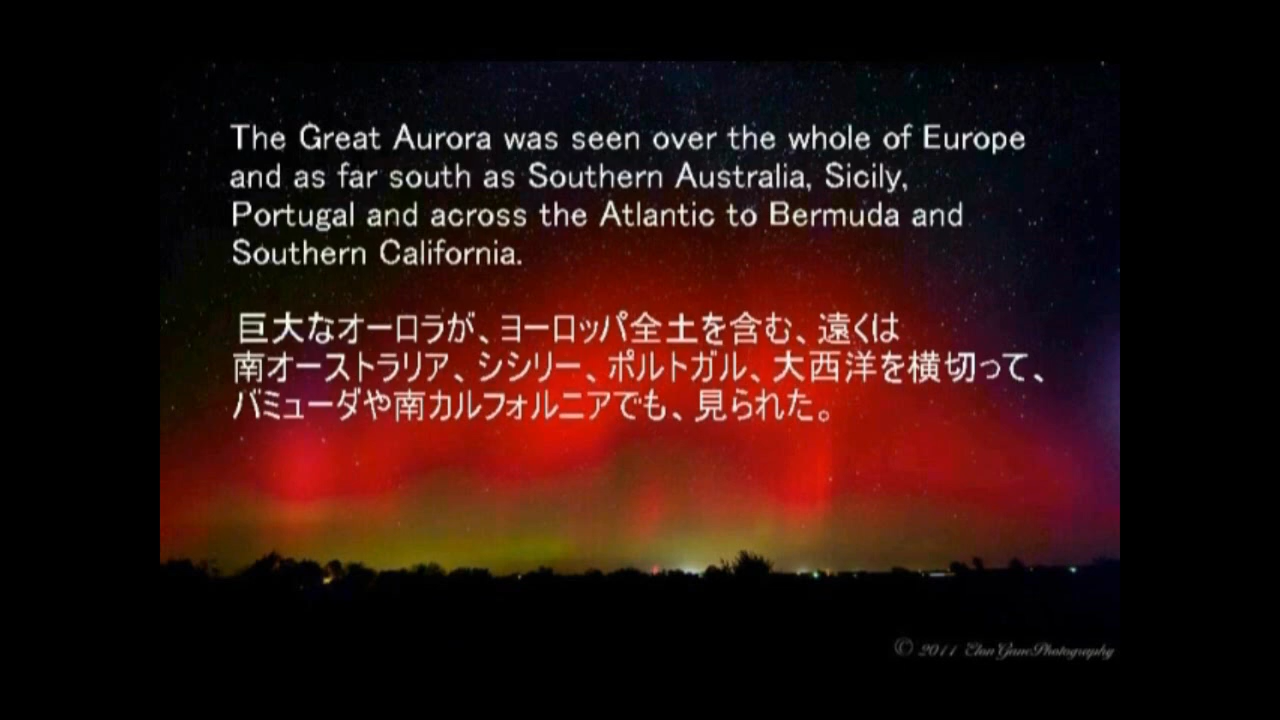 The Great Aurora was seen over the whole of Europe
and as far south as Southern Australia, Sicily,
Portugal and across the Atlantic to Bermuda and
Southern California.
巨大なオーロラが、ヨーロッパ全土を含む、遠くは
南オーストラリア、シシリー、ポルトガル、大西洋を横切って、
バミューダや南カルフォルニアでも、見られた。
© 2011